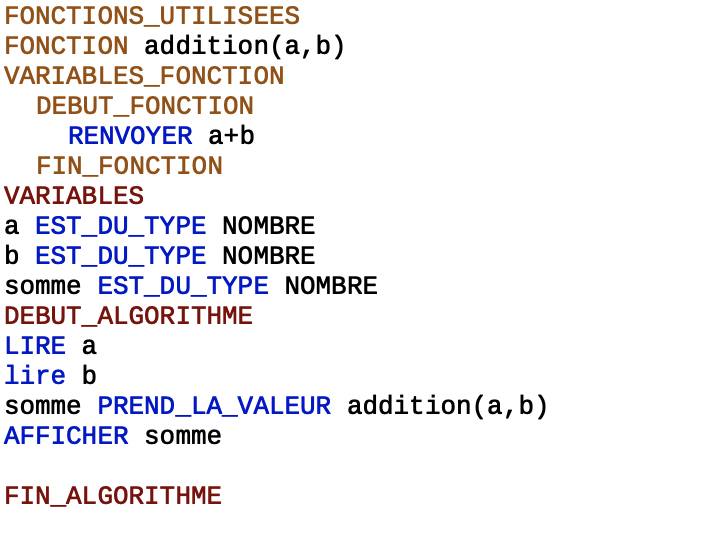 FONCTIONS_UTILISEES
FONCTION addition(a,b)
VARIABLES_FONCTION
DEBUT_FONCTION
RENVOYER a+b
FIN_FONCTION
VARIABLES
a EST_DU_TYPE NOMBRE
b EST_DU_TYPE NOMBRE
somme EST_DU_TYPE NOMBRE
DEBUT_ALGORITHME
LIRE a
lire b
somme PREND_LA_VALEUR addition(a,b)
AFFICHER somme
FIN_ALGORITHME